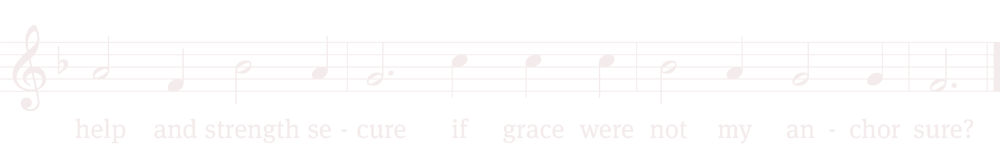 help and strength se - cure if grace were not my an - chor sure?